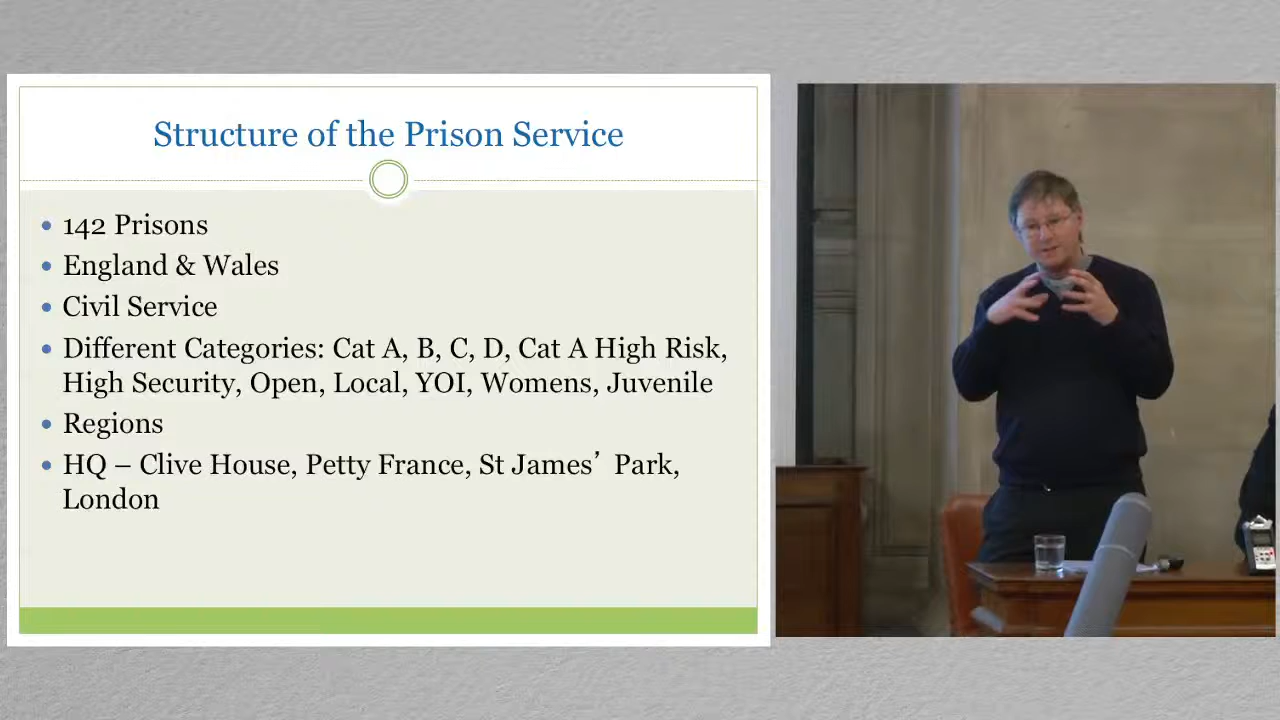 Structure of the Prison Service
• 142 Prisons
• England & Wales
• Civil Service
• Different Categories: Cat A, B, C, D, Cat A High Risk,
High Security, Open, Local, YOI, Womens, Juvenile
• Regions
• HQ – Clive House, Petty France, St James’ Park,
London